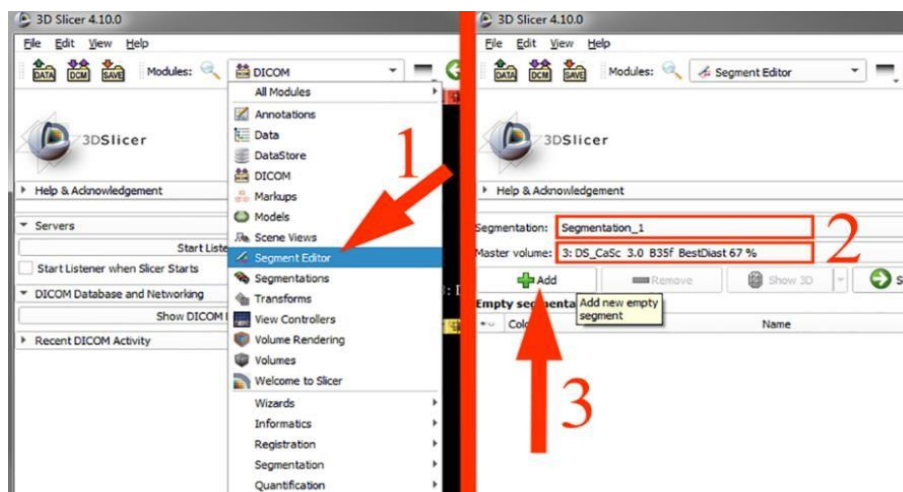 3D Slicer 4.10.0
File Edit View Help
DATA DCM SAVE Modules: DICOM
3DSlicer
Help & Acknowledgement
Servers
Start Liste
Start Listener when Slicer Starts
DICOM Database and Networking
Show DICOM
Recent DICOM Activity
All Modules
Annotations
Data
DataStore
DICOM
Markups
Models
Scene Views
Segment Editor
Segmentations
Transforms
View Controllers
Volume Rendering
Volumes
Welcome to Slicer
Wizards
Informatics
Registration
Segmentation
Quantification
1
3D Slicer 4.10.0
File Edit View Help
DATA DCM SAVE Modules: Segment Editor
3DSlicer
Help & Acknowledgement
Segmentation: Segmentation_1
Master volume: 3: DS_CaSc 3.0 B35f BestDiast 67 %
2
Add Remove Show 3D S
Empty segmenta
Add new empty
segment
Colo Name
3